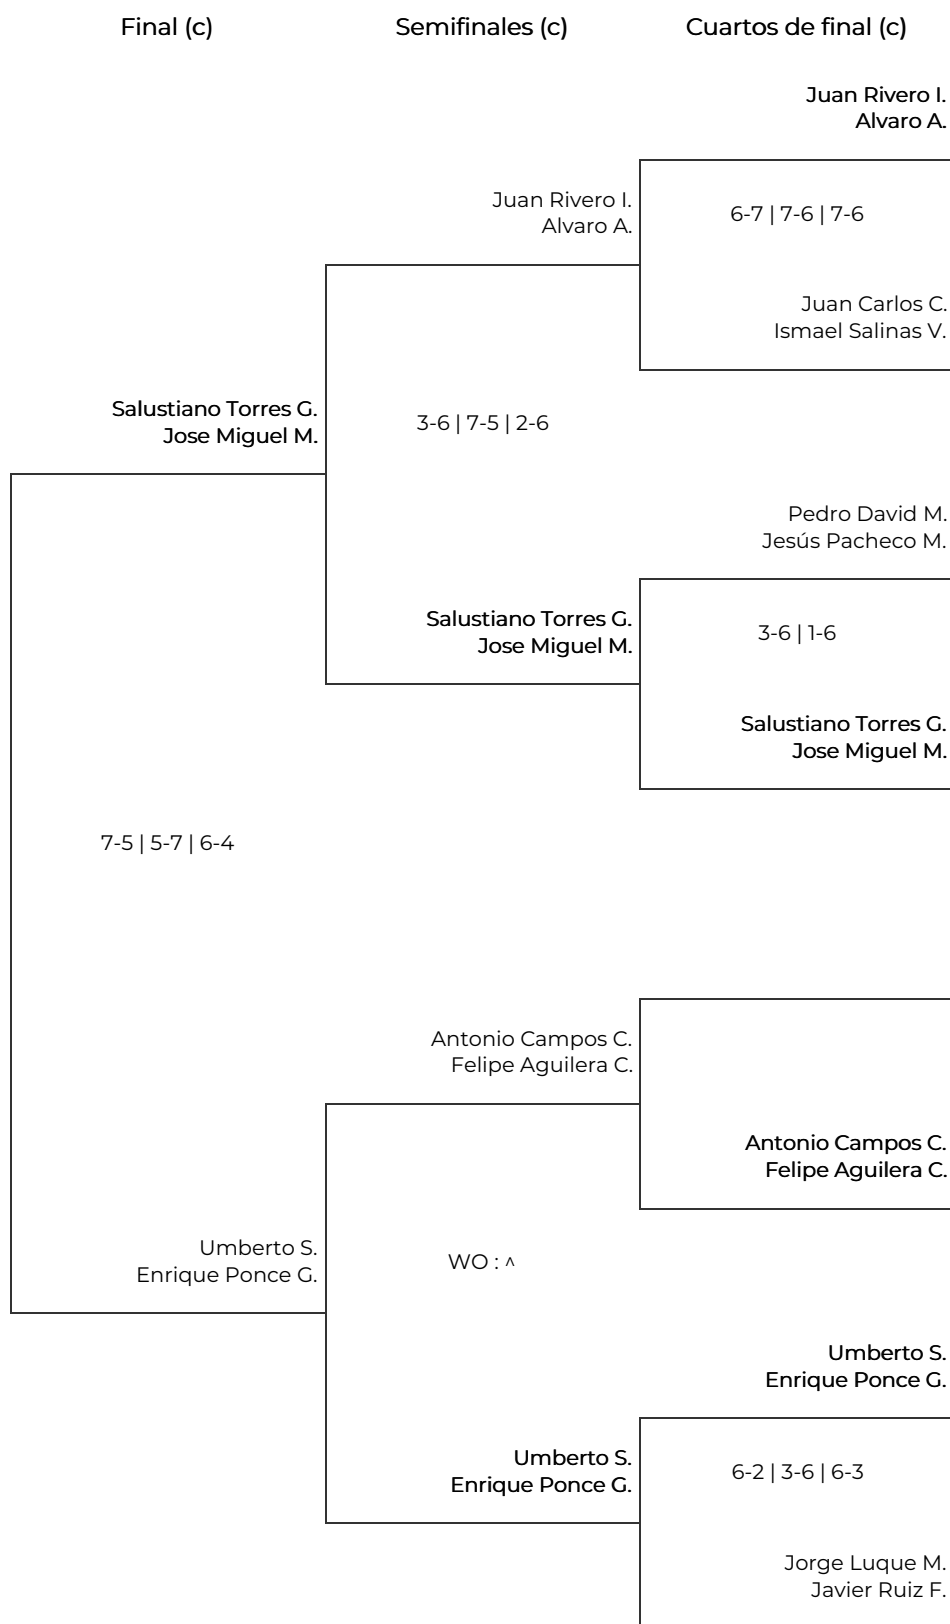 Final (c)
Semifinales (c)
Cuartos de final (c)
Juan Rivero I.
Alvaro A.
Juan Rivero I.
Alvaro A.
6-7 | 7-6 | 7-6
Juan Carlos C.
Ismael Salinas V.
Salustiano Torres G.
Jose Miguel M.
3-6 | 7-5 | 2-6
Pedro David M.
Jesús Pacheco M.
Salustiano Torres G.
Jose Miguel M.
3-6 | 1-6
Salustiano Torres G.
Jose Miguel M.
7-5 | 5-7 | 6-4
Antonio Campos C.
Felipe Aguilera C.
Antonio Campos C.
Felipe Aguilera C.
Umberto S.
Enrique Ponce G.
WO : ^
Umberto S.
Enrique Ponce G.
Umberto S.
Enrique Ponce G.
6-2 | 3-6 | 6-3
Jorge Luque M.
Javier Ruiz F.